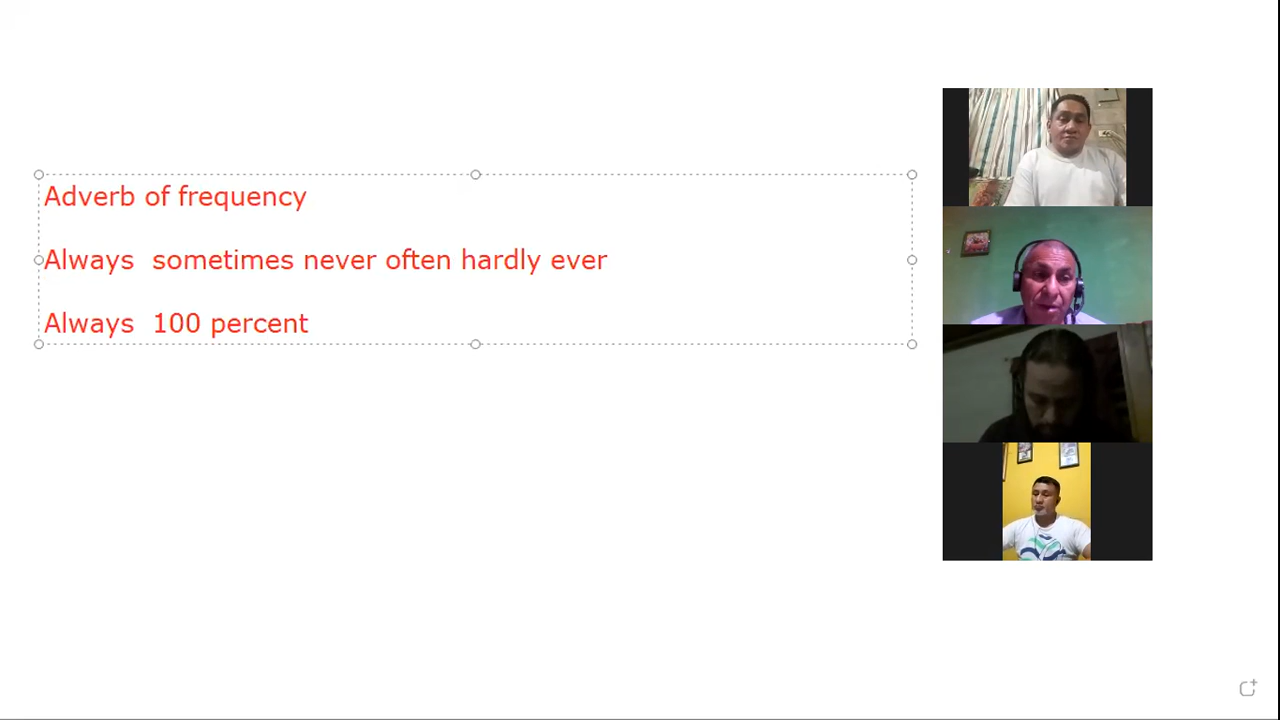 Adverb of frequency
Always sometimes never often hardly ever
Always 100 percent